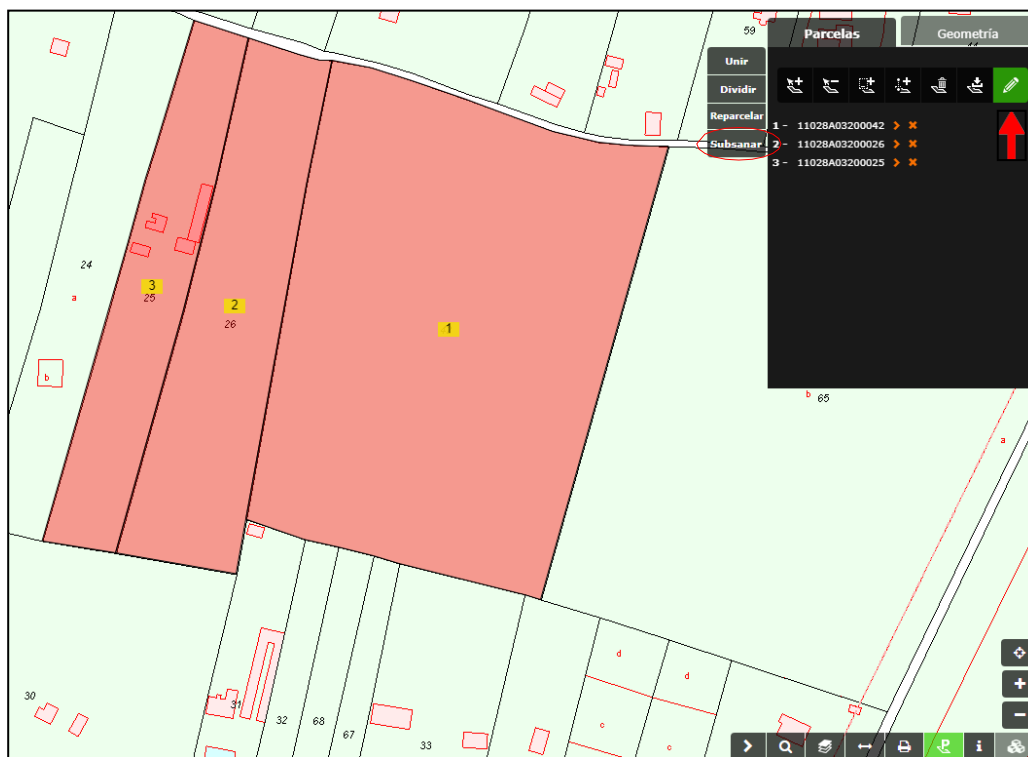 Parcelas
Geometría
Unir
Dividir
Reparcelar
Subsanar
1 - 11028A03200042
2 - 11028A03200026
3 - 11028A03200025
59
24
a
b
3
25
2
26
1
b
65
a
30
31
32
68
67
33
d
d
c
c